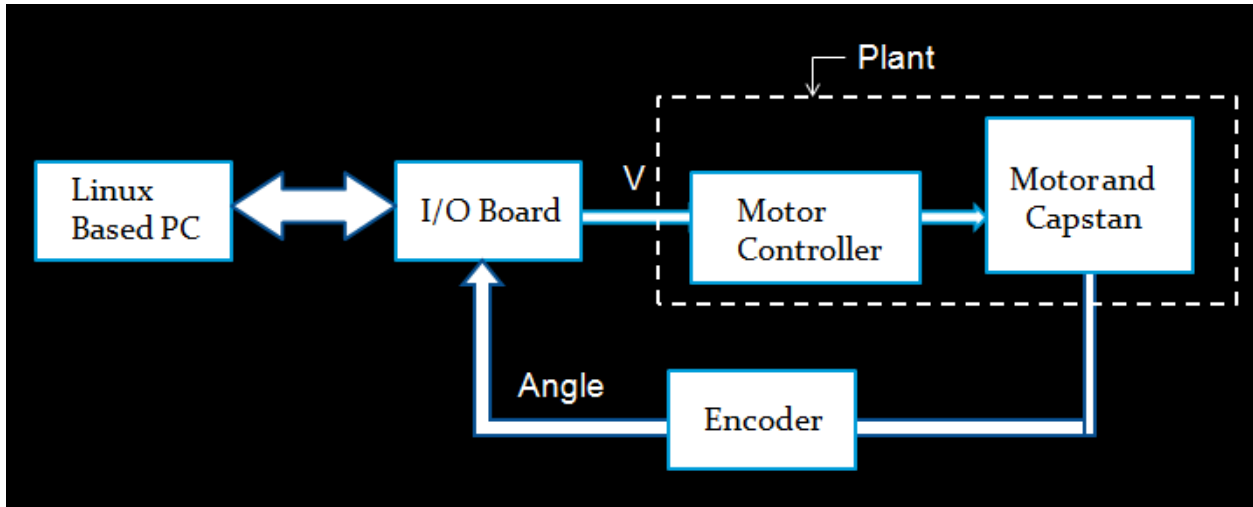 Plant
Linux
Based PC
I/O Board
V
Motor
Controller
Motor and
Capstan
Angle
Encoder